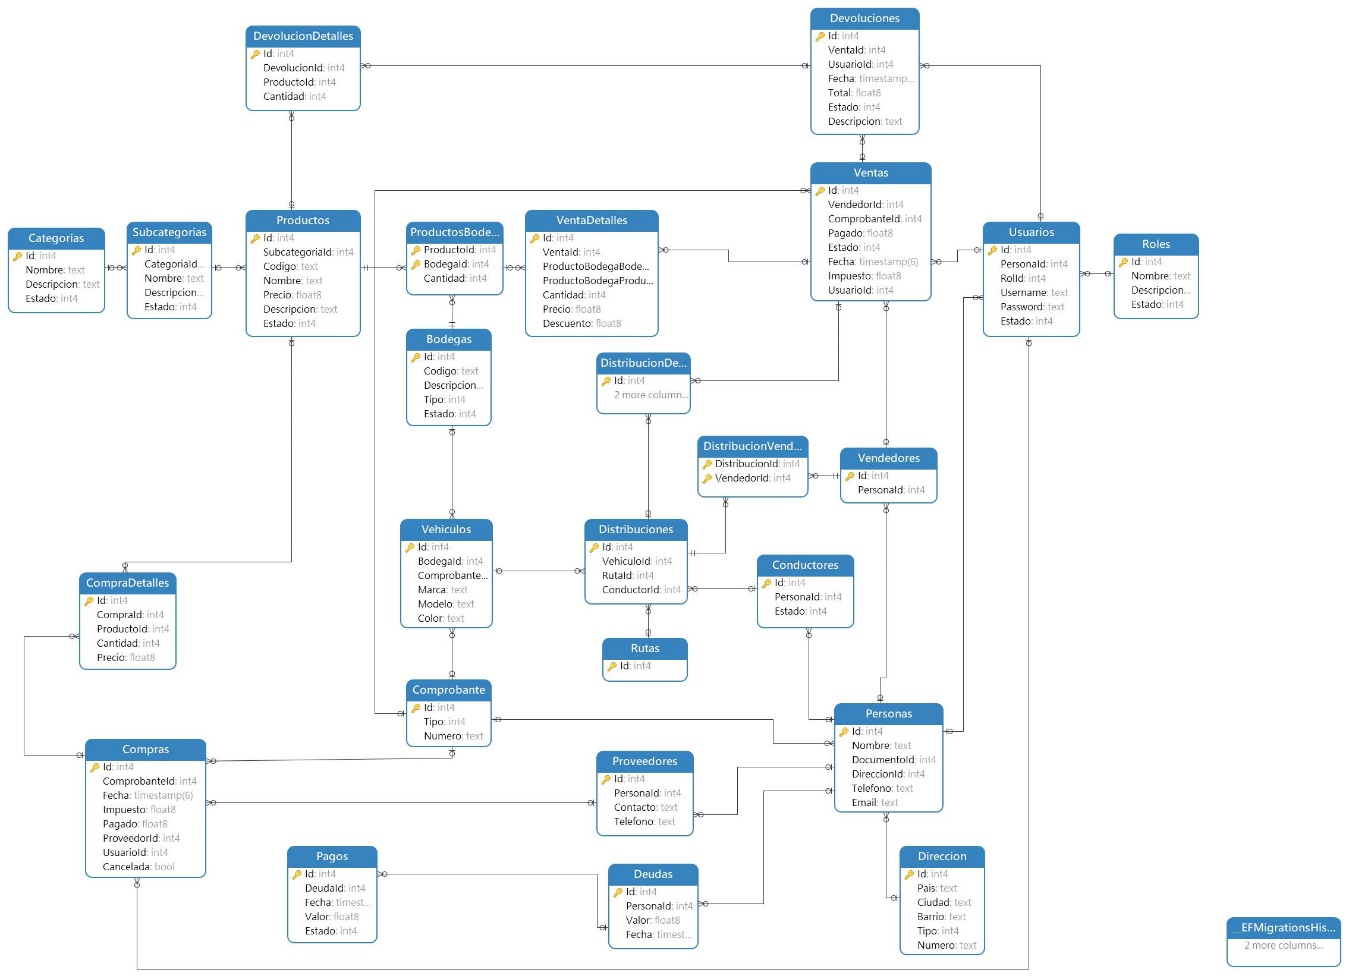 DevolucionDetalles
Id: int4
DevolucionId: int4
ProductoId: int4
Cantidad: int4
Devoluciones
Id: int4
VentaId: int4
UsuarioId: int4
Fecha: timestamp...
Total: float8
Estado: int4
Descripcion: text
Categorias
Id: int4
Nombre: text
Descripcion: text
Estado: int4
Subcategorias
Id: int4
CategoriaId...
Nombre: text
Descripcion...
Estado: int4
Productos
Id: int4
SubcategoriaId: int4
Codigo: text
Nombre: text
Precio: float8
Descripcion: text
Estado: int4
ProductosBode...
ProductoId: int4
BodegaId: int4
Cantidad: int4
VentaDetalles
Id: int4
VentaId: int4
ProductoBodegaBode...
ProductoBodegaProdu...
Cantidad: int4
Precio: float8
Descuento: float8
Ventas
Id: int4
VendedorId: int4
ComprobanteId: int4
Pagado: float8
Estado: int4
Fecha: timestamp(6)
Impuesto: float8
UsuarioId: int4
Usuarios
Id: int4
PersonaId: int4
RolId: int4
Username: text
Password: text
Estado: int4
Roles
Id: int4
Nombre: text
Descripcion...
Estado: int4
Bodegas
Id: int4
Codigo: text
Descripcion...
Tipo: int4
Estado: int4
DistribucionDe...
Id: int4
2 more column...
DistribucionVend...
DistribucionId: int4
VendedorId: int4
Vendedores
Id: int4
PersonaId: int4
Vehiculos
Id: int4
BodegaId: int4
Comprobante...
Marca: text
Modelo: text
Color: text
Distribuciones
Id: int4
VehiculoId: int4
RutaId: int4
ConductorId: int4
Conductores
Id: int4
PersonaId: int4
Estado: int4
CompraDetalles
Id: int4
CompraId: int4
ProductoId: int4
Cantidad: int4
Precio: float8
Rutas
Id: int4
Comprobante
Id: int4
Tipo: int4
Numero: text
Personas
Id: int4
Nombre: text
DocumentoId: int4
DireccionId: int4
Telefono: text
Email: text
Compras
Id: int4
ComprobanteId: int4
Fecha: timestamp(6)
Impuesto: float8
Pagado: float8
ProveedorId: int4
UsuarioId: int4
Cancelada: bool
Proveedores
Id: int4
PersonaId: int4
Contacto: text
Telefono: text
Pagos
Id: int4
DeudaId: int4
Fecha: timest...
Valor: float8
Estado: int4
Deudas
Id: int4
PersonaId: int4
Valor: float8
Fecha: timest...
Direccion
Id: int4
Pais: text
Ciudad: text
Barrio: text
Tipo: int4
Numero: text
__EFMigrationsHis...
2 more columns...